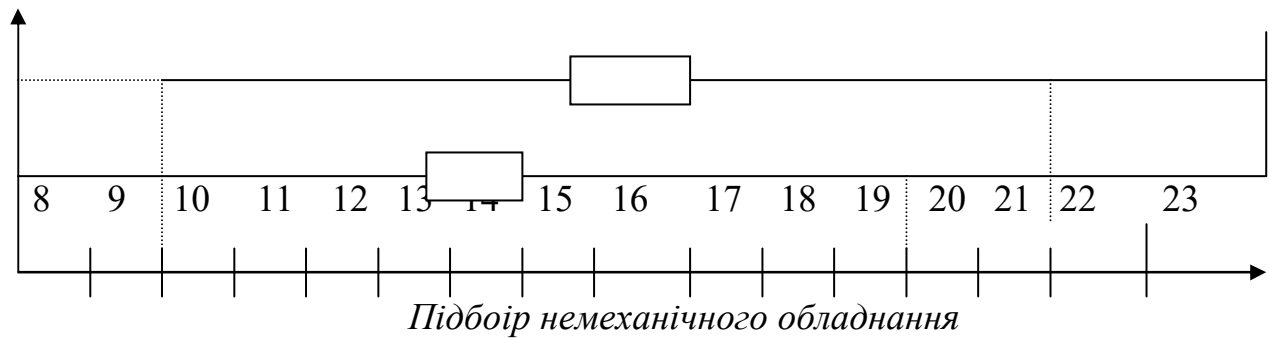 8 9 10 11 12 13 14 15 16 17 18 19 20 21 22 23
Підбоір немеханічного обладнання